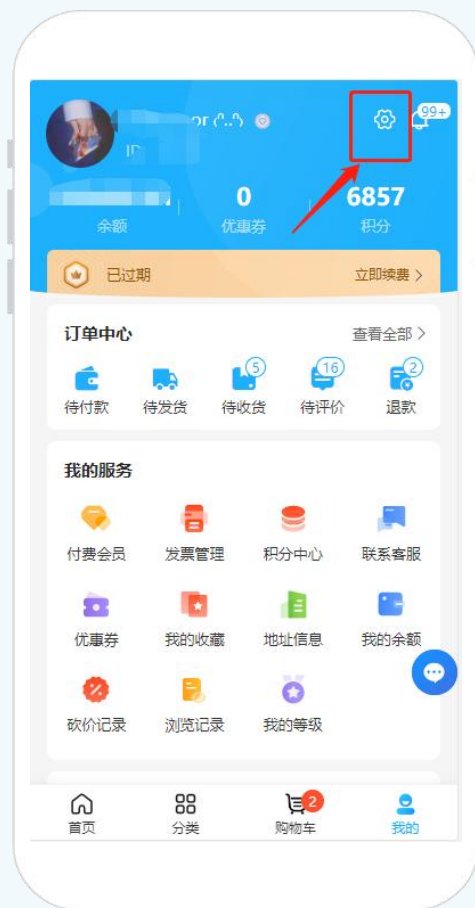 99+
0
6857
余额
优惠券
积分
已过期
立即续费 >
订单中心
查看全部 >
5
16
2
待付款
待发货
待收货
待评价
退款
我的服务
付费会员
发票管理
积分中心
联系客服
优惠券
我的收藏
地址信息
我的余额
砍价记录
浏览记录
我的等级
2
首页
分类
购物车
我的